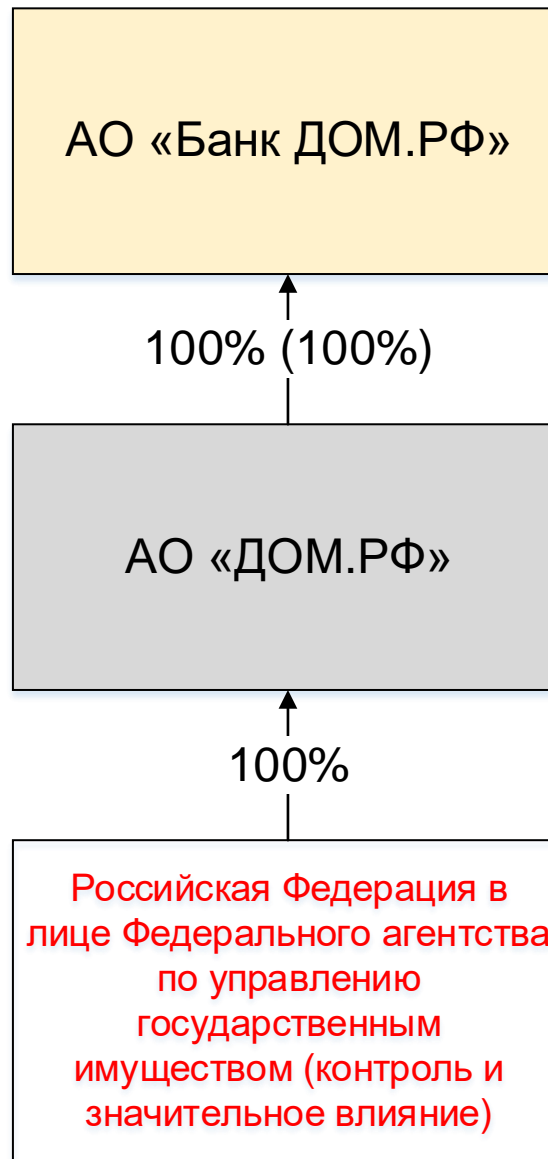 АО «Банк ДОМ.РФ»
100% (100%)
АО «ДОМ.РФ»
100%
Российская Федерация в
лице Федерального агентства
по управлению
государственным
имуществом (контроль и
значительное влияние)